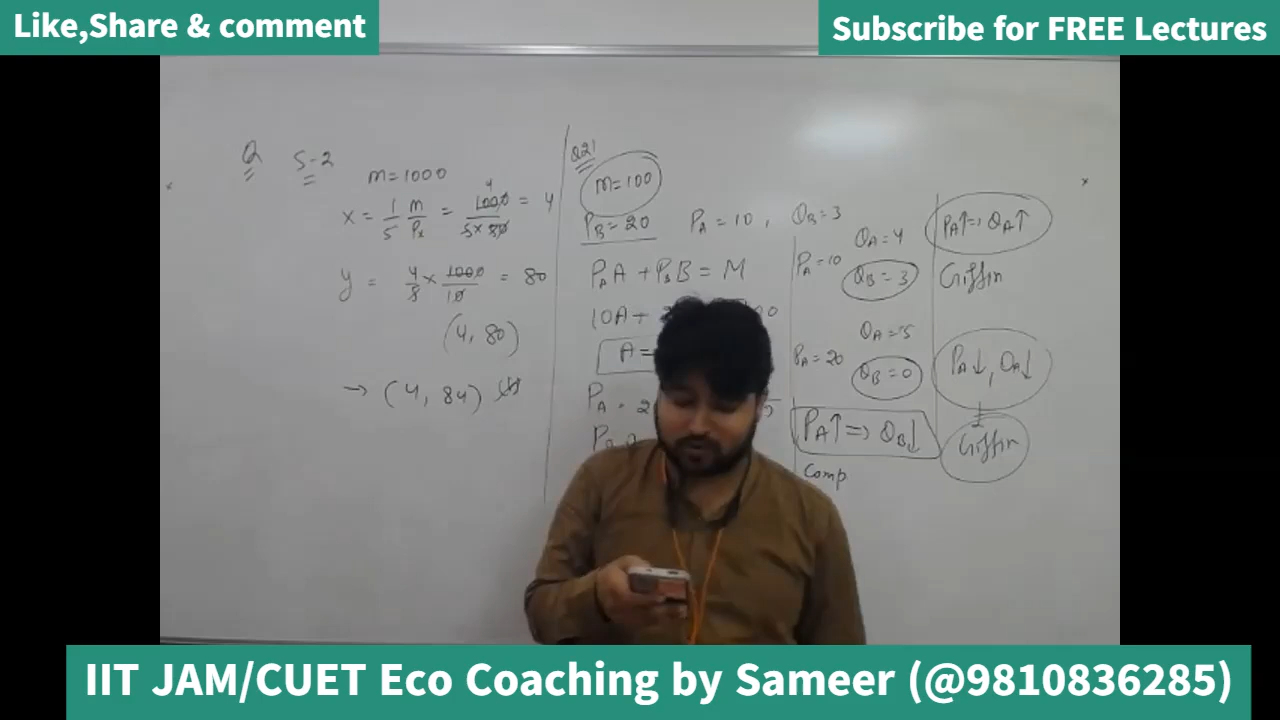 Like,Share & comment
Subscribe for FREE Lectures
Q S-2
m=1000
x = 1/5 m/Px = 1000/5×50 = 4
4
y = 4/5 × 1000/10 = 80
(4, 80)
→ (4, 84)
Q21
m=100
PB = 20 PA = 10, QB = 3
PA A + PB B = M
10A +
A =
PA = 2
QA = 4
PA = 10
QB = 3
QA = 5
PA = 20
QB = 0
PA↑ => QB↓
Comp
PA↑ => QA↑
Giffin
PA↓, QA↓
Giffin
IIT JAM/CUET Eco Coaching by Sameer (@9810836285)